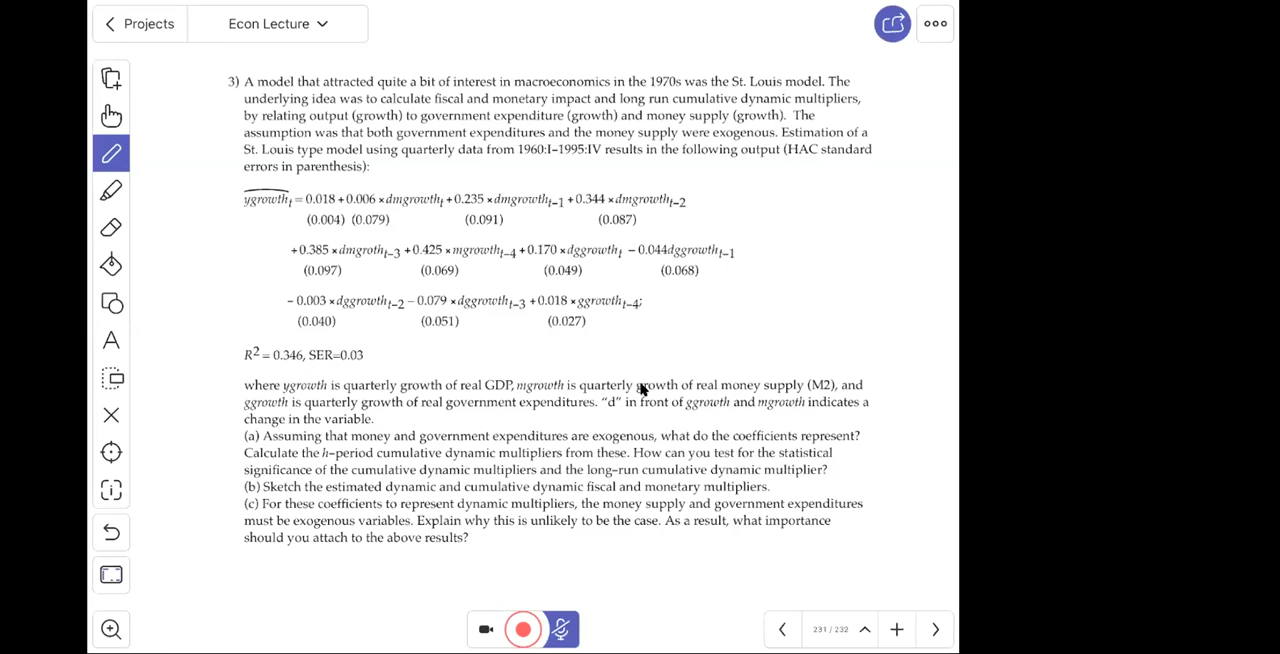 Projects
Econ Lecture
3) A model that attracted quite a bit of interest in macroeconomics in the 1970s was the St. Louis model. The
underlying idea was to calculate fiscal and monetary impact and long run cumulative dynamic multipliers,
by relating output (growth) to government expenditure (growth) and money supply (growth). The
assumption was that both government expenditures and the money supply were exogenous. Estimation of a
St. Louis type model using quarterly data from 1960:I–1995:IV results in the following output (HAC standard
errors in parenthesis):
ygrowth_t = 0.018 + 0.006 × dmgrowth_t + 0.235 × dmgrowth_t–1 + 0.344 × dmgrowth_t–2
(0.004) (0.079) (0.091) (0.087)
+ 0.385 × dmgroth_t–3 + 0.425 × mgrowth_t–4 + 0.170 × dggrowth_t – 0.044dggrowth_t–1
(0.097) (0.069) (0.049) (0.068)
– 0.003 × dggrowth_t–2 – 0.079 × dggrowth_t–3 + 0.018 × ggrowth_t–4;
(0.040) (0.051) (0.027)
R² = 0.346, SER=0.03
where ygrowth is quarterly growth of real GDP, mgrowth is quarterly growth of real money supply (M2), and
ggrowth is quarterly growth of real government expenditures. “d” in front of ggrowth and mgrowth indicates a
change in the variable.
(a) Assuming that money and government expenditures are exogenous, what do the coefficients represent?
Calculate the h–period cumulative dynamic multipliers from these. How can you test for the statistical
significance of the cumulative dynamic multipliers and the long–run cumulative dynamic multiplier?
(b) Sketch the estimated dynamic and cumulative dynamic fiscal and monetary multipliers.
(c) For these coefficients to represent dynamic multipliers, the money supply and government expenditures
must be exogenous variables. Explain why this is unlikely to be the case. As a result, what importance
should you attach to the above results?
231 / 232